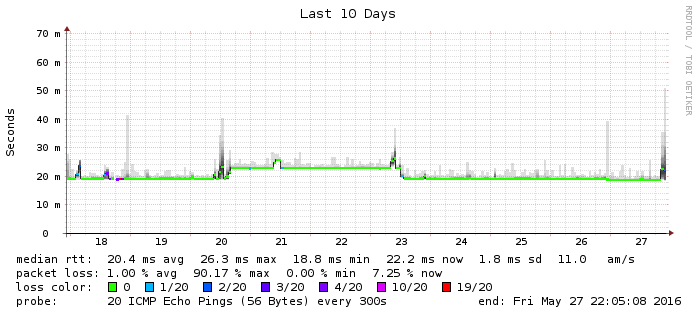 Last 10 Days
RRDTOOL / TOBI OETIKER
Seconds
70 m
60 m
50 m
40 m
30 m
20 m
10 m
0
18 19 20 21 22 23 24 25 26 27
median rtt: 20.4 ms avg 26.3 ms max 18.8 ms min 22.2 ms now 1.8 ms sd 11.0 am/s
packet loss: 1.00 % avg 90.17 % max 0.00 % min 7.25 % now
loss color: 0 1/20 2/20 3/20 4/20 10/20 19/20
probe: 20 ICMP Echo Pings (56 Bytes) every 300s end: Fri May 27 22:05:08 2016